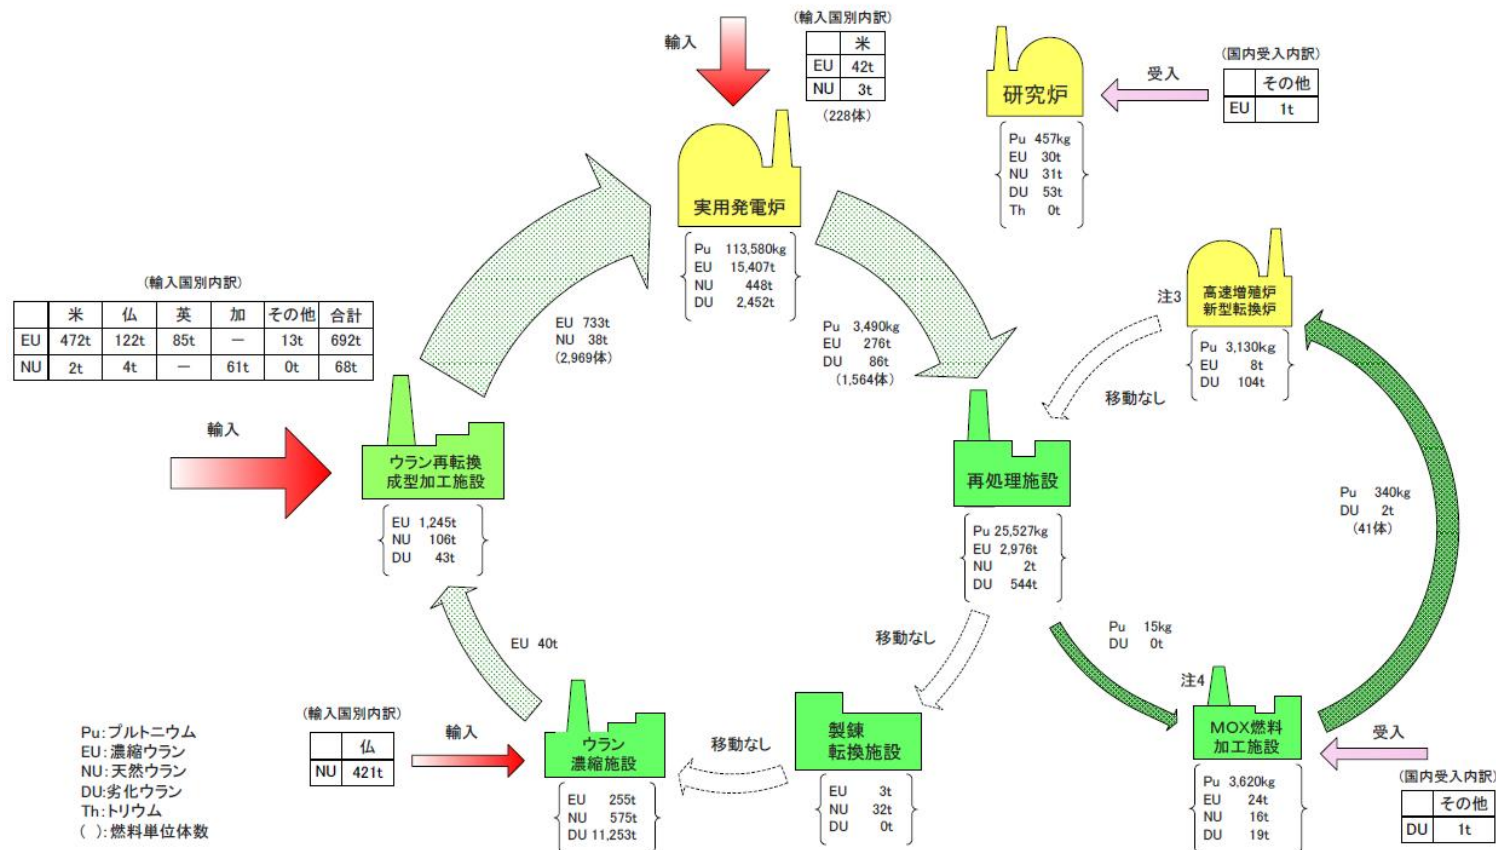 輸入
(輸入国別内訳)
米
EU 42t
NU 3t
(228体)
研究炉
Pu 457kg
EU 30t
NU 31t
DU 53t
Th 0t
受入
(国内受入内訳)
その他
EU 1t
実用発電炉
Pu 113,580kg
EU 15,407t
NU 448t
DU 2,452t
(輸入国別内訳)
米 仏 英 加 その他 合計
EU 472t 122t 85t － 13t 692t
NU 2t 4t － 61t 0t 68t
EU 733t
NU 38t
(2,969体)
Pu 3,490kg
EU 276t
DU 86t
(1,564体)
注3
高速増殖炉
新型転換炉
Pu 3,130kg
EU 8t
DU 104t
移動なし
輸入
ウラン再転換
成型加工施設
EU 1,245t
NU 106t
DU 43t
再処理施設
Pu 25,527kg
EU 2,976t
NU 2t
DU 544t
Pu 340kg
DU 2t
(41体)
EU 40t
移動なし
Pu 15kg
DU 0t
Pu:プルトニウム
EU:濃縮ウラン
NU:天然ウラン
DU:劣化ウラン
Th:トリウム
( ):燃料単位体数
(輸入国別内訳)
仏
NU 421t
輸入
ウラン
濃縮施設
EU 255t
NU 575t
DU 11,253t
移動なし
製錬
転換施設
EU 3t
NU 32t
DU 0t
注4
MOX燃料
加工施設
Pu 3,620kg
EU 24t
NU 16t
DU 19t
受入
(国内受入内訳)
その他
DU 1t